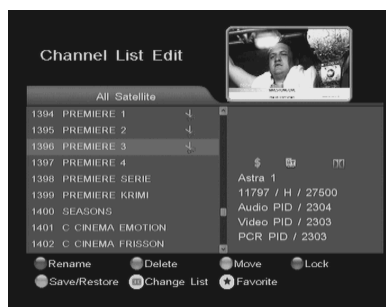 Channel List Edit
All Satellite
1394 PREMIERE 1
1395 PREMIERE 2
1396 PREMIERE 3
1397 PREMIERE 4
1398 PREMIERE SERIE
1399 PREMIERE KRIMI
1400 SEASONS
1401 C CINEMA EMOTION
1402 C CINEMA FRISSON
$
Astra 1
11797 / H / 27500
Audio PID / 2304
Video PID / 2303
PCR PID / 2303
Rename Delete Move Lock
Save/Restore Change List Favorite